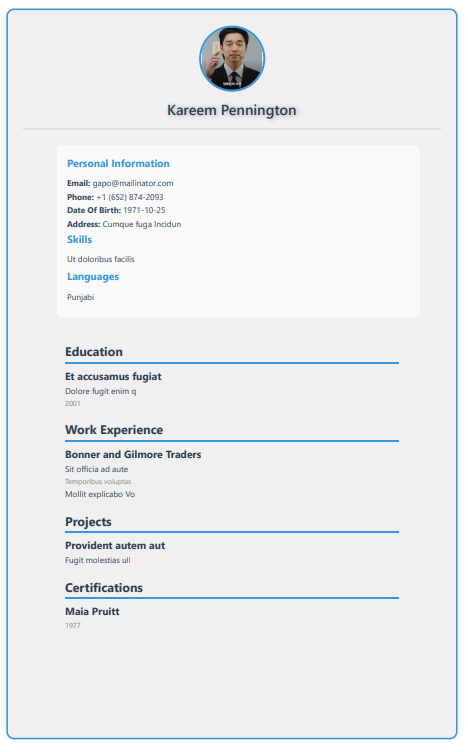 Kareem Pennington
Personal Information
Email: gapo@mailinator.com
Phone: +1 (652) 874-2093
Date Of Birth: 1971-10-25
Address: Cumque fuga Incidun
Skills
Ut doloribus facilis
Languages
Punjabi
Education
Et accusamus fugiat
Dolore fugit enim q
2001
Work Experience
Bonner and Gilmore Traders
Sit officia ad aute
Temporibus voluptas
Mollit explicabo Vo
Projects
Provident autem aut
Fugit molestias ull
Certifications
Maia Pruitt
1977